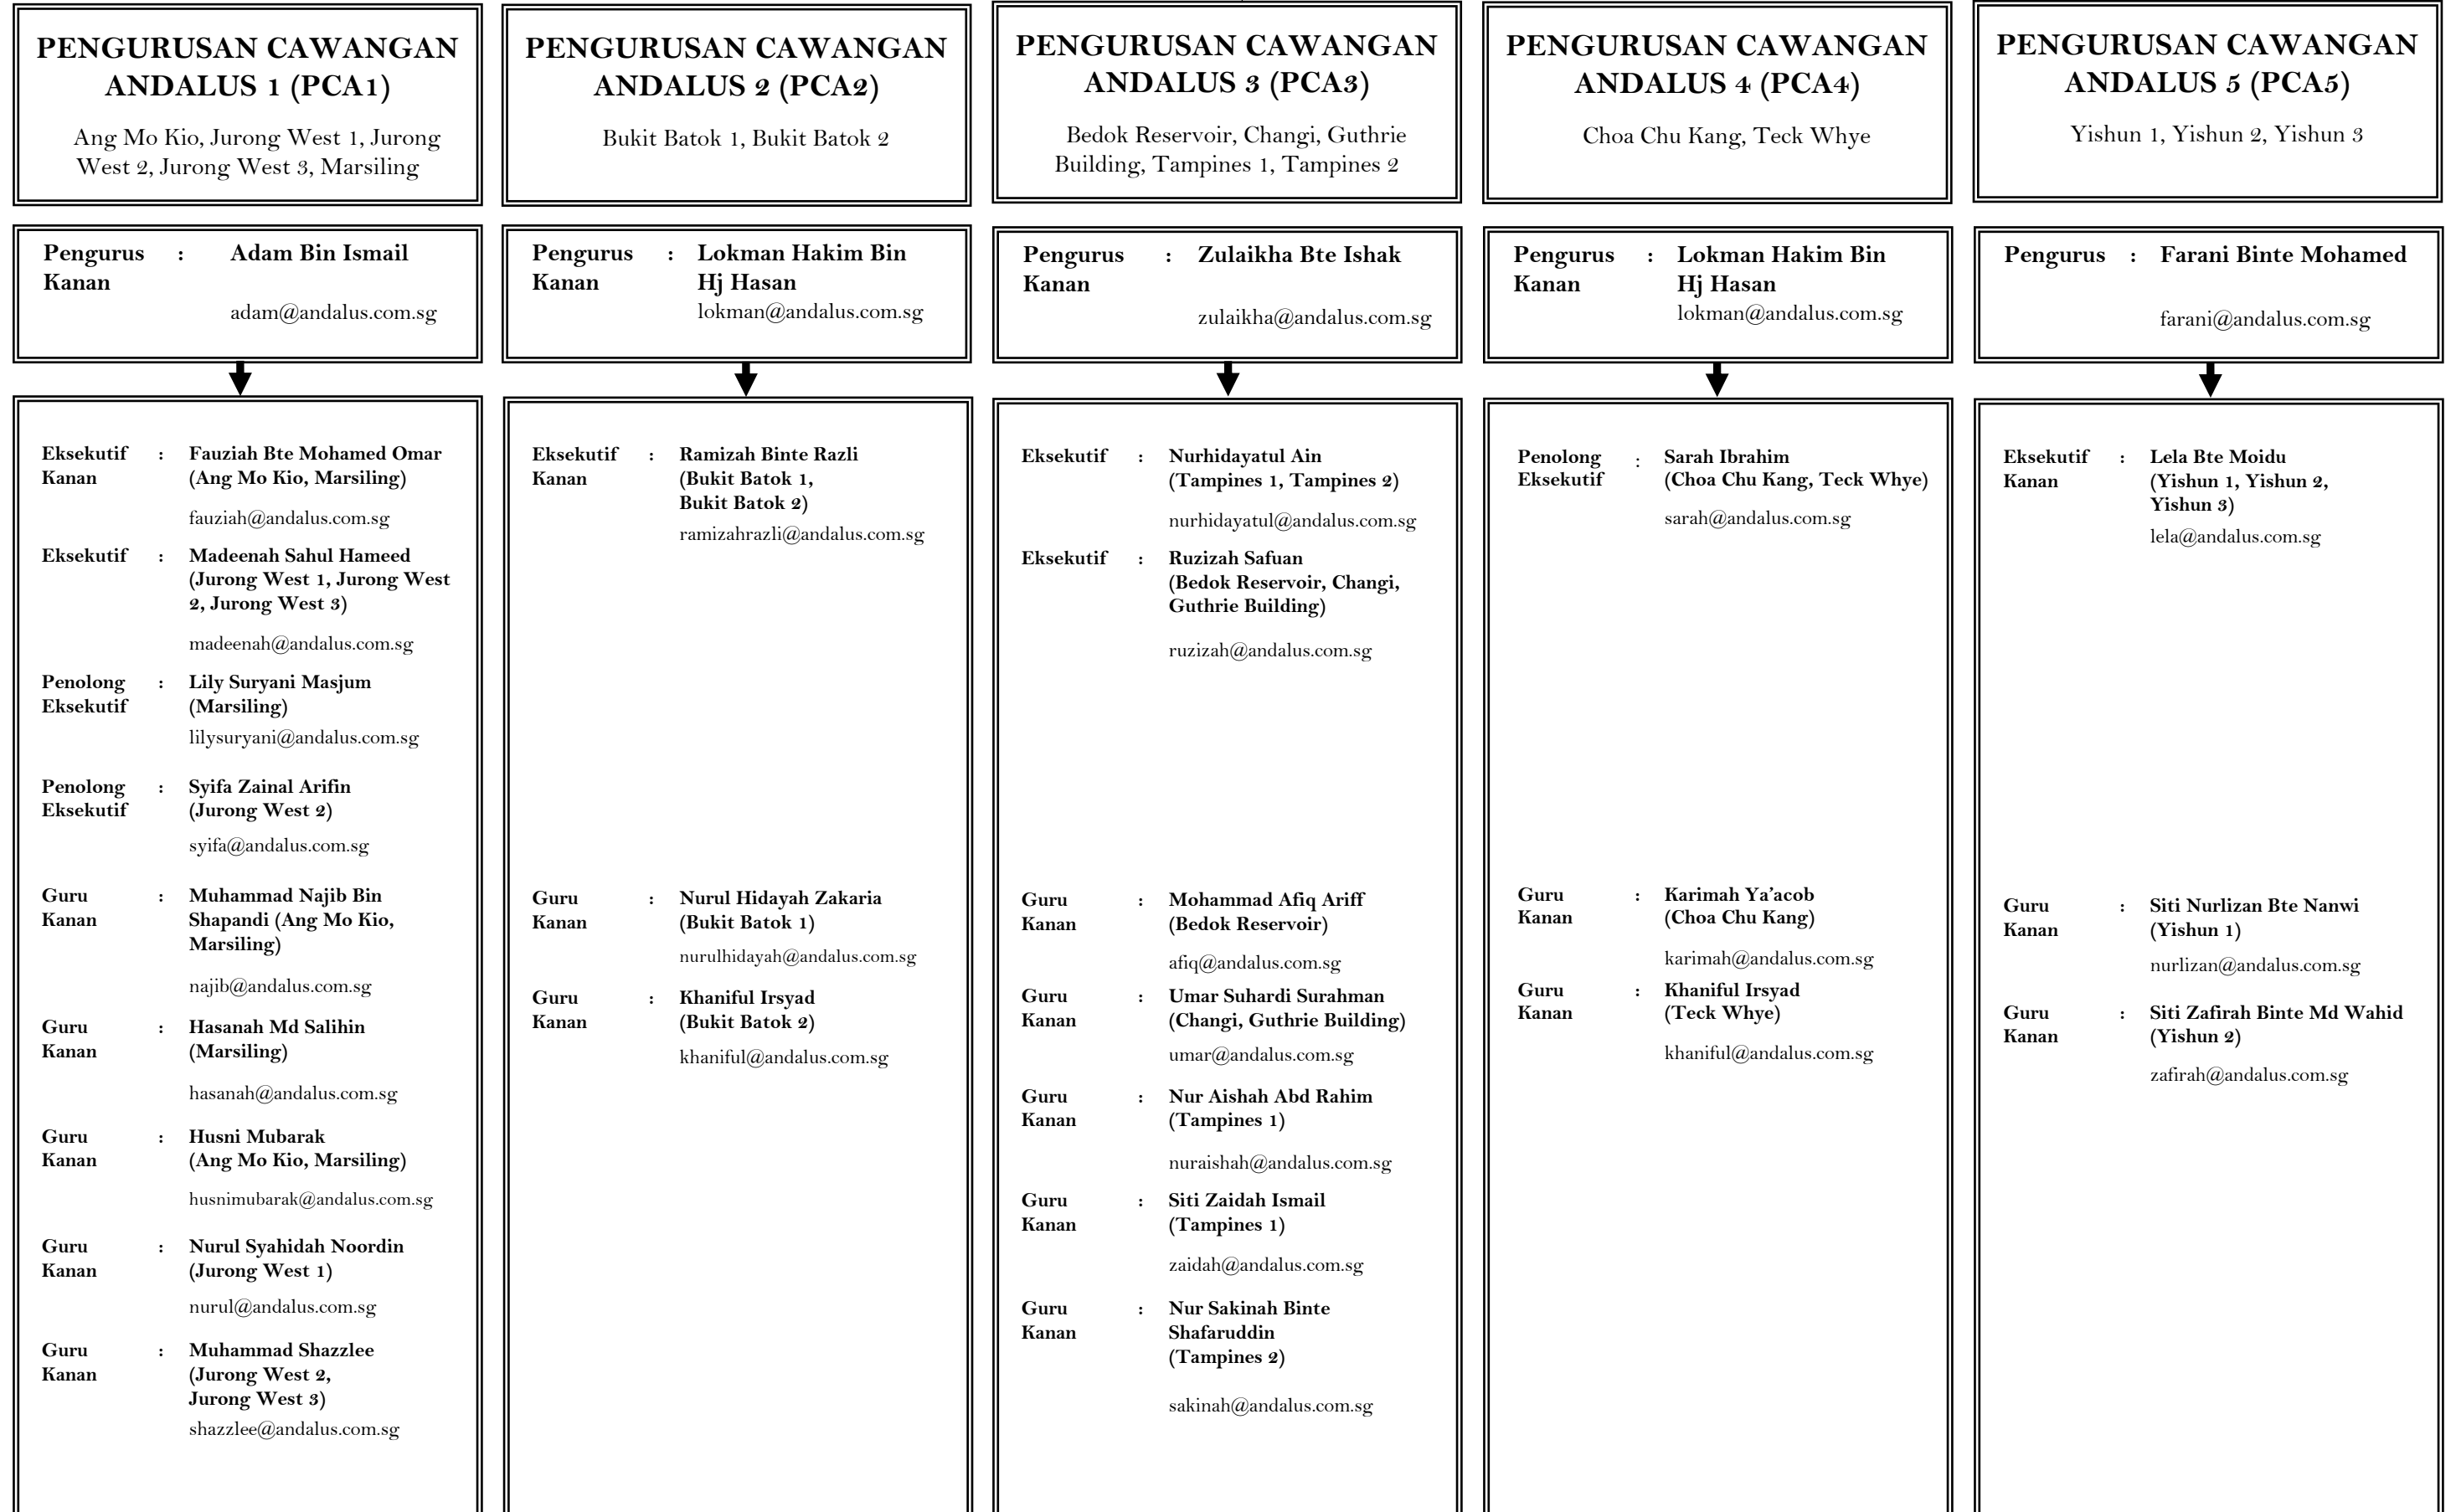 PENGURUSAN CAWANGAN
ANDALUS 1 (PCA1)
Ang Mo Kio, Jurong West 1, Jurong
West 2, Jurong West 3, Marsiling
Pengurus : Adam Bin Ismail
Kanan
adam@andalus.com.sg
Eksekutif : Fauziah Bte Mohamed Omar
Kanan (Ang Mo Kio, Marsiling)
fauziah@andalus.com.sg
Eksekutif : Madeenah Sahul Hameed
(Jurong West 1, Jurong West
2, Jurong West 3)
madeenah@andalus.com.sg
Penolong : Lily Suryani Masjum
Eksekutif (Marsiling)
lilysuryani@andalus.com.sg
Penolong : Syifa Zainal Arifin
Eksekutif (Jurong West 2)
syifa@andalus.com.sg
Guru : Muhammad Najib Bin
Kanan Shapandi (Ang Mo Kio,
Marsiling)
najib@andalus.com.sg
Guru : Hasanah Md Salihin
Kanan (Marsiling)
hasanah@andalus.com.sg
Guru : Husni Mubarak
Kanan (Ang Mo Kio, Marsiling)
husnimubarak@andalus.com.sg
Guru : Nurul Syahidah Noordin
Kanan (Jurong West 1)
nurul@andalus.com.sg
Guru : Muhammad Shazzlee
Kanan (Jurong West 2,
Jurong West 3)
shazzlee@andalus.com.sg
PENGURUSAN CAWANGAN
ANDALUS 2 (PCA2)
Bukit Batok 1, Bukit Batok 2
Pengurus : Lokman Hakim Bin
Kanan Hj Hasan
lokman@andalus.com.sg
Eksekutif : Ramizah Binte Razli
Kanan (Bukit Batok 1,
Bukit Batok 2)
ramizahrazli@andalus.com.sg
Guru : Nurul Hidayah Zakaria
Kanan (Bukit Batok 1)
nurulhidayah@andalus.com.sg
Guru : Khaniful Irsyad
Kanan (Bukit Batok 2)
khaniful@andalus.com.sg
PENGURUSAN CAWANGAN
ANDALUS 3 (PCA3)
Bedok Reservoir, Changi, Guthrie
Building, Tampines 1, Tampines 2
Pengurus : Zulaikha Bte Ishak
Kanan
zulaikha@andalus.com.sg
Eksekutif : Nurhidayatul Ain
(Tampines 1, Tampines 2)
nurhidayatul@andalus.com.sg
Eksekutif : Ruzizah Safuan
(Bedok Reservoir, Changi,
Guthrie Building)
ruzizah@andalus.com.sg
Guru : Mohammad Afiq Ariff
Kanan (Bedok Reservoir)
afiq@andalus.com.sg
Guru : Umar Suhardi Surahman
Kanan (Changi, Guthrie Building)
umar@andalus.com.sg
Guru : Nur Aishah Abd Rahim
Kanan (Tampines 1)
nuraishah@andalus.com.sg
Guru : Siti Zaidah Ismail
Kanan (Tampines 1)
zaidah@andalus.com.sg
Guru : Nur Sakinah Binte
Kanan Shafaruddin
(Tampines 2)
sakinah@andalus.com.sg
PENGURUSAN CAWANGAN
ANDALUS 4 (PCA4)
Choa Chu Kang, Teck Whye
Pengurus : Lokman Hakim Bin
Kanan Hj Hasan
lokman@andalus.com.sg
Penolong : Sarah Ibrahim
Eksekutif (Choa Chu Kang, Teck Whye)
sarah@andalus.com.sg
Guru : Karimah Ya’acob
Kanan (Choa Chu Kang)
karimah@andalus.com.sg
Guru : Khaniful Irsyad
Kanan (Teck Whye)
khaniful@andalus.com.sg
PENGURUSAN CAWANGAN
ANDALUS 5 (PCA5)
Yishun 1, Yishun 2, Yishun 3
Pengurus : Farani Binte Mohamed
farani@andalus.com.sg
Eksekutif : Lela Bte Moidu
Kanan (Yishun 1, Yishun 2,
Yishun 3)
lela@andalus.com.sg
Guru : Siti Nurlizan Bte Nanwi
Kanan (Yishun 1)
nurlizan@andalus.com.sg
Guru : Siti Zafirah Binte Md Wahid
Kanan (Yishun 2)
zafirah@andalus.com.sg